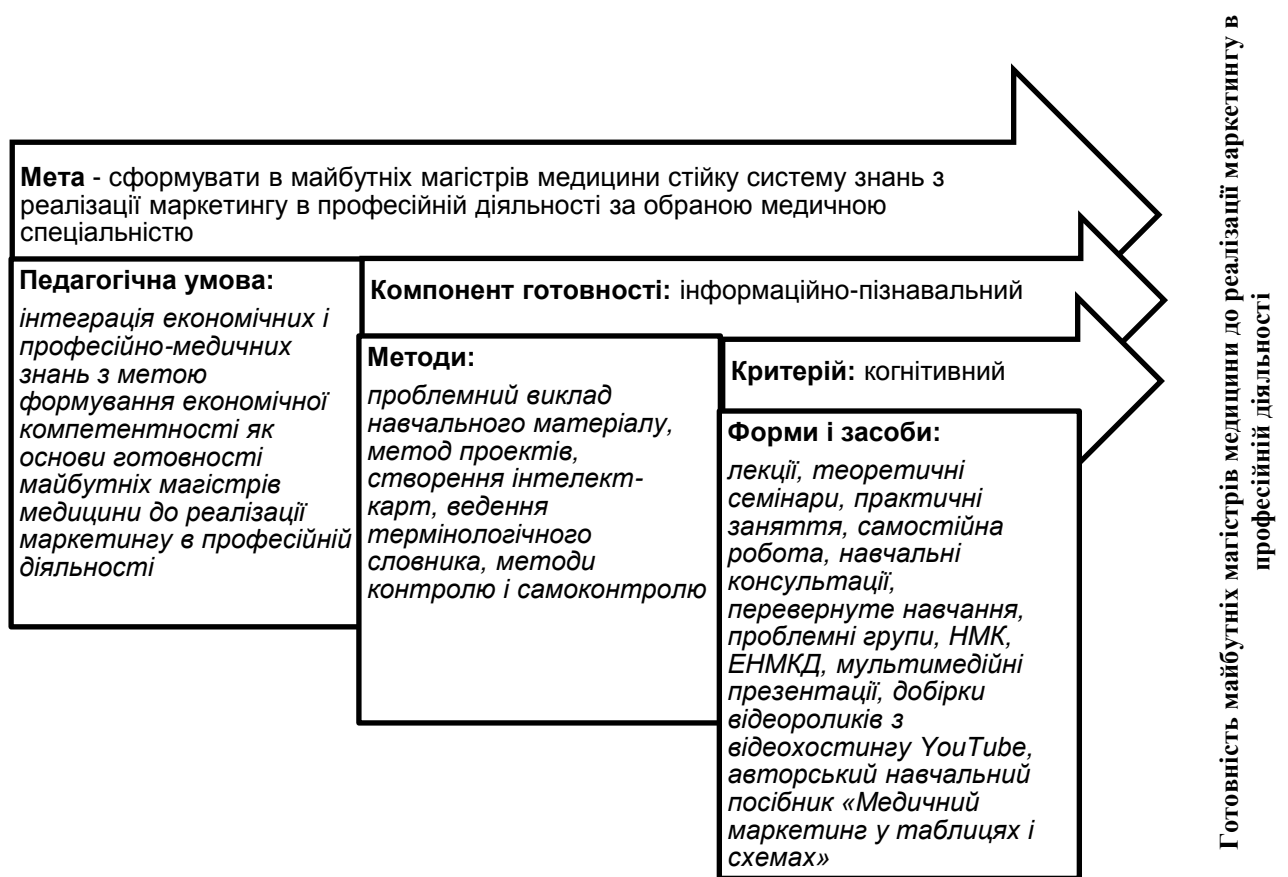 Мета - сформувати в майбутніх магістрів медицини стійку систему знань з
реалізації маркетингу в професійній діяльності за обраною медичною
спеціальністю
Педагогічна умова:
інтеграція економічних і
професійно-медичних
знань з метою
формування економічної
компетентності як
основи готовності
майбутніх магістрів
медицини до реалізації
маркетингу в професійній
діяльності
Компонент готовності: інформаційно-пізнавальний
Методи:
проблемний виклад
навчального матеріалу,
метод проектів,
створення інтелект-
карт, ведення
термінологічного
словника, методи
контролю і самоконтролю
Критерій: когнітивний
Форми і засоби:
лекції, теоретичні
семінари, практичні
заняття, самостійна
робота, навчальні
консультації,
перевернуте навчання,
проблемні групи, НМК,
ЕНМКД, мультимедійні
презентації, добірки
відеороликів з
відеохостингу YouTube,
авторський навчальний
посібник «Медичний
маркетинг у таблицях і
схемах»
Готовність майбутніх магістрів медицини до реалізації маркетингу в
професійній діяльності